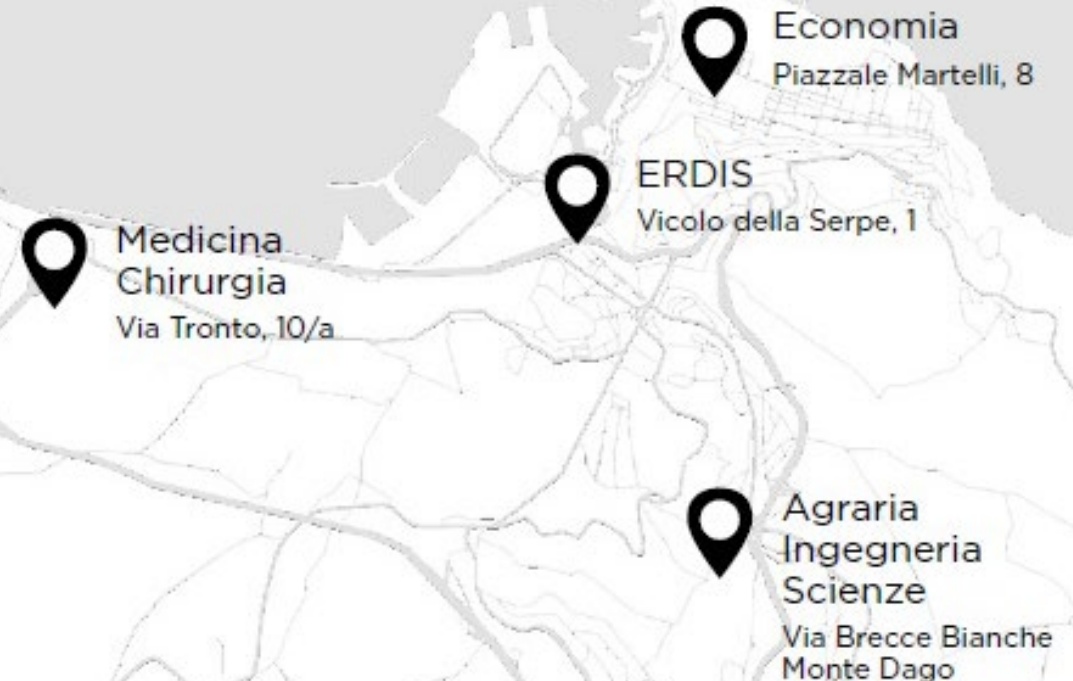 Economia
Piazzale Martelli, 8
ERDIS
Vicolo della Serpe, 1
Medicina
Chirurgia
Via Tronto, 10/a
Agraria
Ingegneria
Scienze
Via Brecce Bianche
Monte Dago